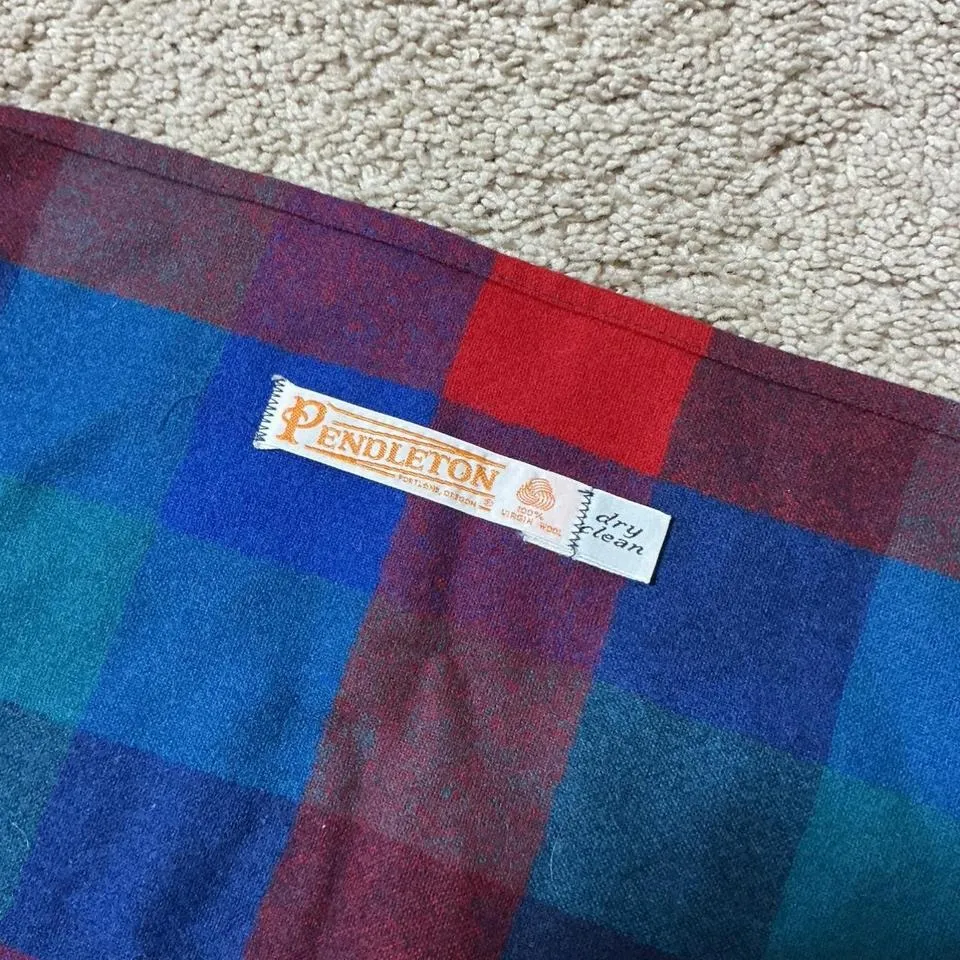 PENDLETON
PORTLAND, OREGON ®
100%
VIRGIN WOOL
dry
clean